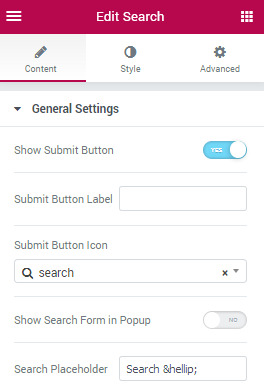 Edit Search
Content Style Advanced
General Settings
Show Submit Button YES
Submit Button Label
Submit Button Icon
search × 
Show Search Form in Popup NO
Search Placeholder Search &hellip;